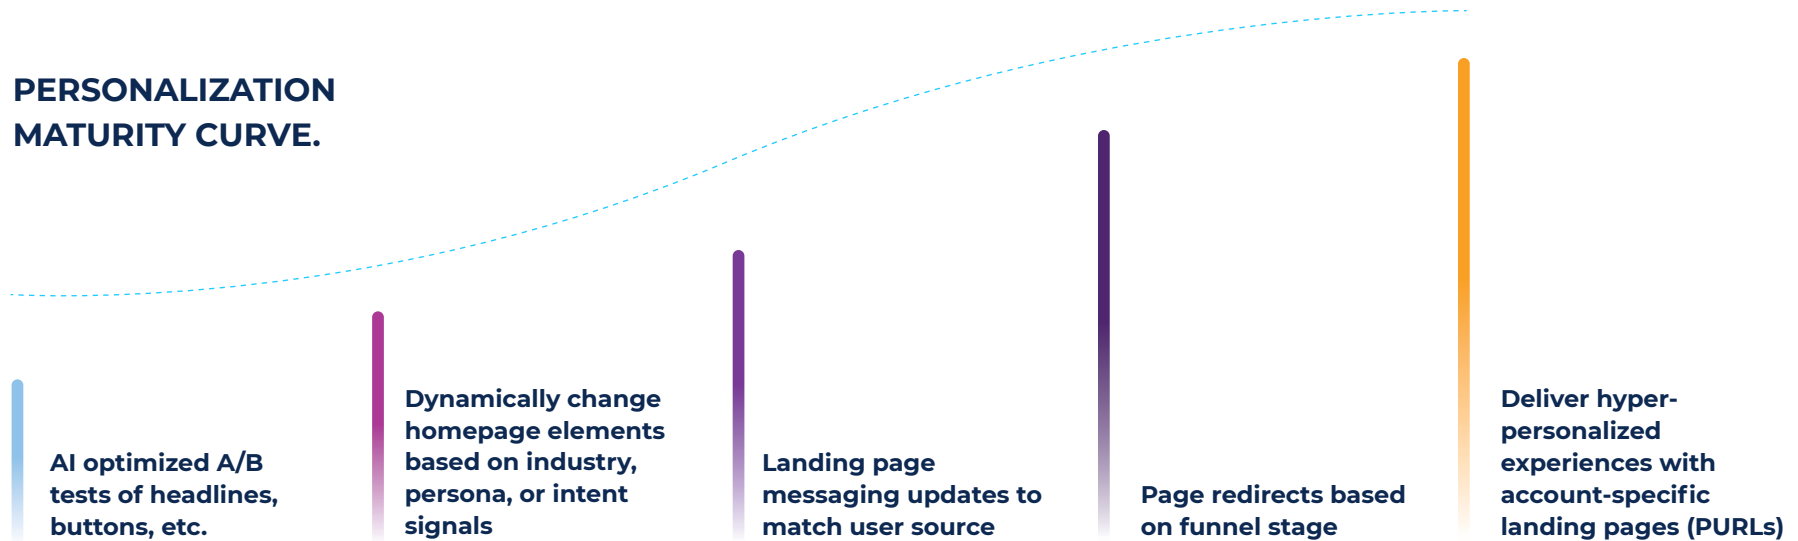 PERSONALIZATION
MATURITY CURVE.
AI optimized A/B
tests of headlines,
buttons, etc.
Dynamically change
homepage elements
based on industry,
persona, or intent
signals
Landing page
messaging updates to
match user source
Page redirects based
on funnel stage
Deliver hyper-
personalized
experiences with
account-specific
landing pages (PURLs)